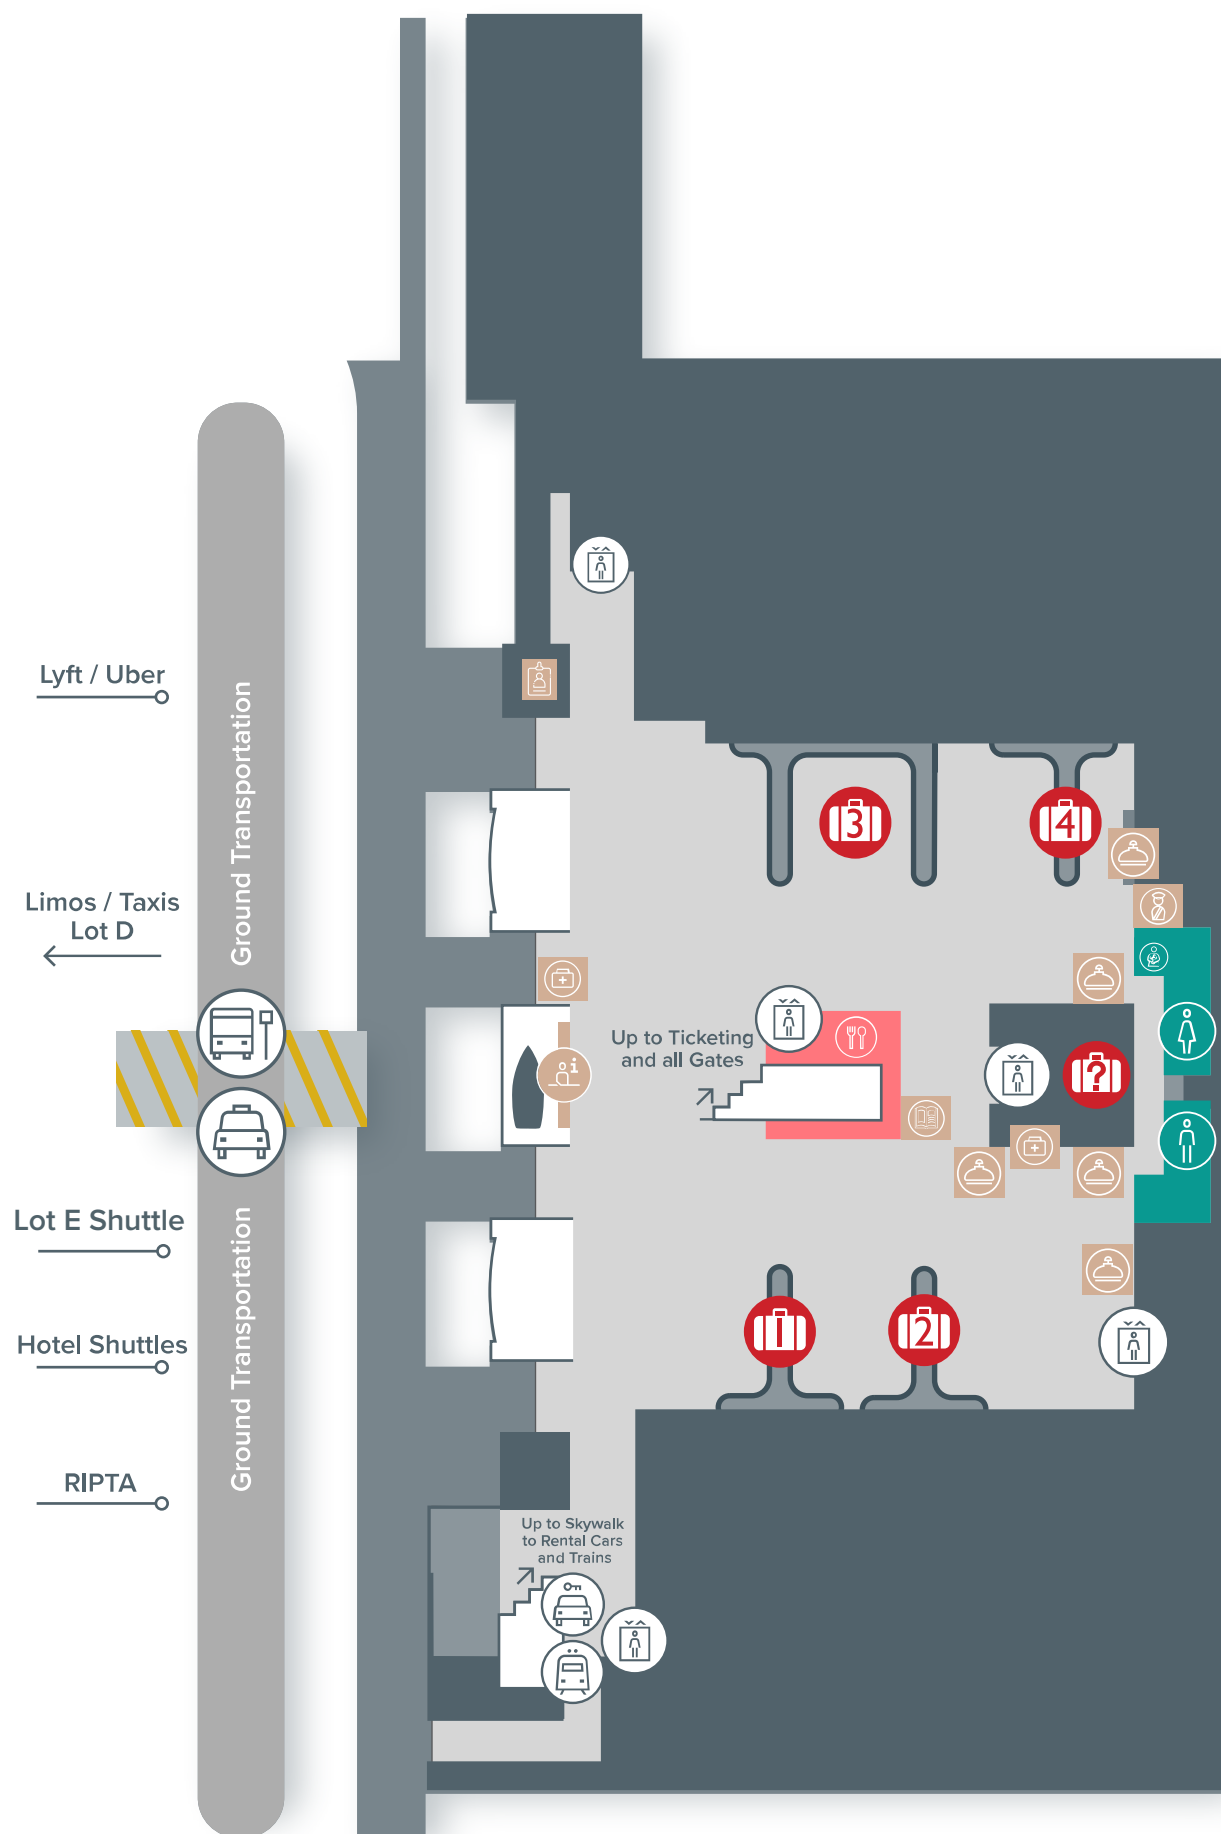 Lyft / Uber
Ground Transportation
3
4
Limos / Taxis
Lot D
Up to Ticketing
and all Gates
i
?
Lot E Shuttle
Ground Transportation
1
2
Hotel Shuttles
RIPTA
Up to Skywalk
to Rental Cars
and Trains